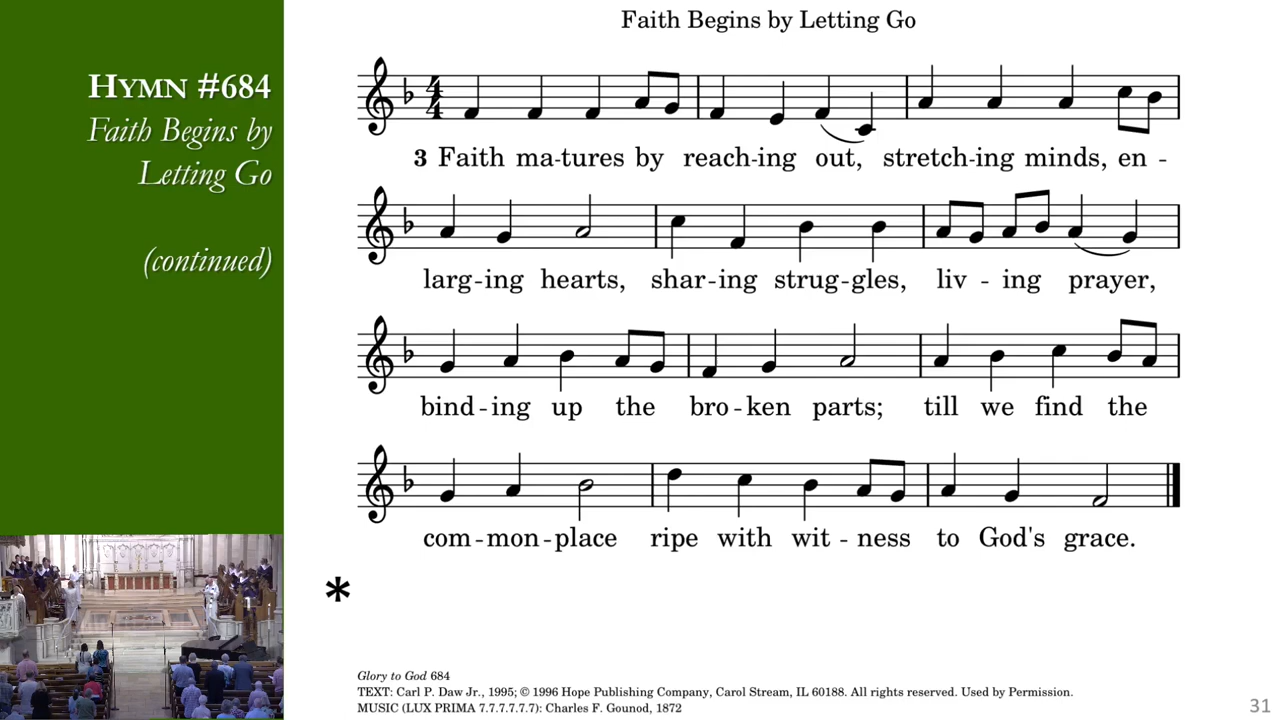 HYMN #684
Faith Begins by
Letting Go
(continued)
Faith Begins by Letting Go
3 Faith ma-tures by reach-ing out, stretch-ing minds, en -
larg-ing hearts, shar-ing strug-gles, liv - ing prayer,
bind-ing up the bro-ken parts; till we find the
com-mon-place ripe with wit - ness to God's grace.
*
Glory to God 684
TEXT: Carl P. Daw Jr., 1995; © 1996 Hope Publishing Company, Carol Stream, IL 60188. All rights reserved. Used by Permission.
MUSIC (LUX PRIMA 7.7.7.7.7.7): Charles F. Gounod, 1872
31